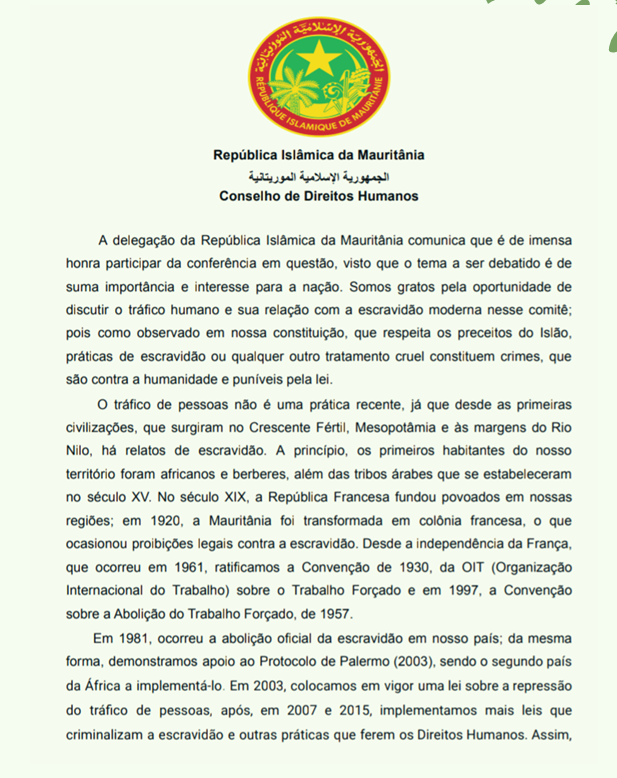 الجمهورية الإسلامية الموريتانية
RÉPUBLIQUE ISLAMIQUE DE MAURITANIE
República Islâmica da Mauritânia
الجمهورية الإسلامية الموريتانية
Conselho de Direitos Humanos
A delegação da República Islâmica da Mauritânia comunica que é de imensa
honra participar da conferência em questão, visto que o tema a ser debatido é de
suma importância e interesse para a nação. Somos gratos pela oportunidade de
discutir o tráfico humano e sua relação com a escravidão moderna nesse comitê;
pois como observado em nossa constituição, que respeita os preceitos do Islão,
práticas de escravidão ou qualquer outro tratamento cruel constituem crimes, que
são contra a humanidade e puníveis pela lei.
O tráfico de pessoas não é uma prática recente, já que desde as primeiras
civilizações, que surgiram no Crescente Fértil, Mesopotâmia e às margens do Rio
Nilo, há relatos de escravidão. A princípio, os primeiros habitantes do nosso
território foram africanos e berberes, além das tribos árabes que se estabeleceram
no século XV. No século XIX, a República Francesa fundou povoados em nossas
regiões; em 1920, a Mauritânia foi transformada em colônia francesa, o que
ocasionou proibições legais contra a escravidão. Desde a independência da França,
que ocorreu em 1961, ratificamos a Convenção de 1930, da OIT (Organização
Internacional do Trabalho) sobre o Trabalho Forçado e em 1997, a Convenção
sobre a Abolição do Trabalho Forçado, de 1957.
Em 1981, ocorreu a abolição oficial da escravidão em nosso país; da mesma
forma, demonstramos apoio ao Protocolo de Palermo (2003), sendo o segundo país
da África a implementá-lo. Em 2003, colocamos em vigor uma lei sobre a repressão
do tráfico de pessoas, após, em 2007 e 2015, implementamos mais leis que
criminalizam a escravidão e outras práticas que ferem os Direitos Humanos. Assim,